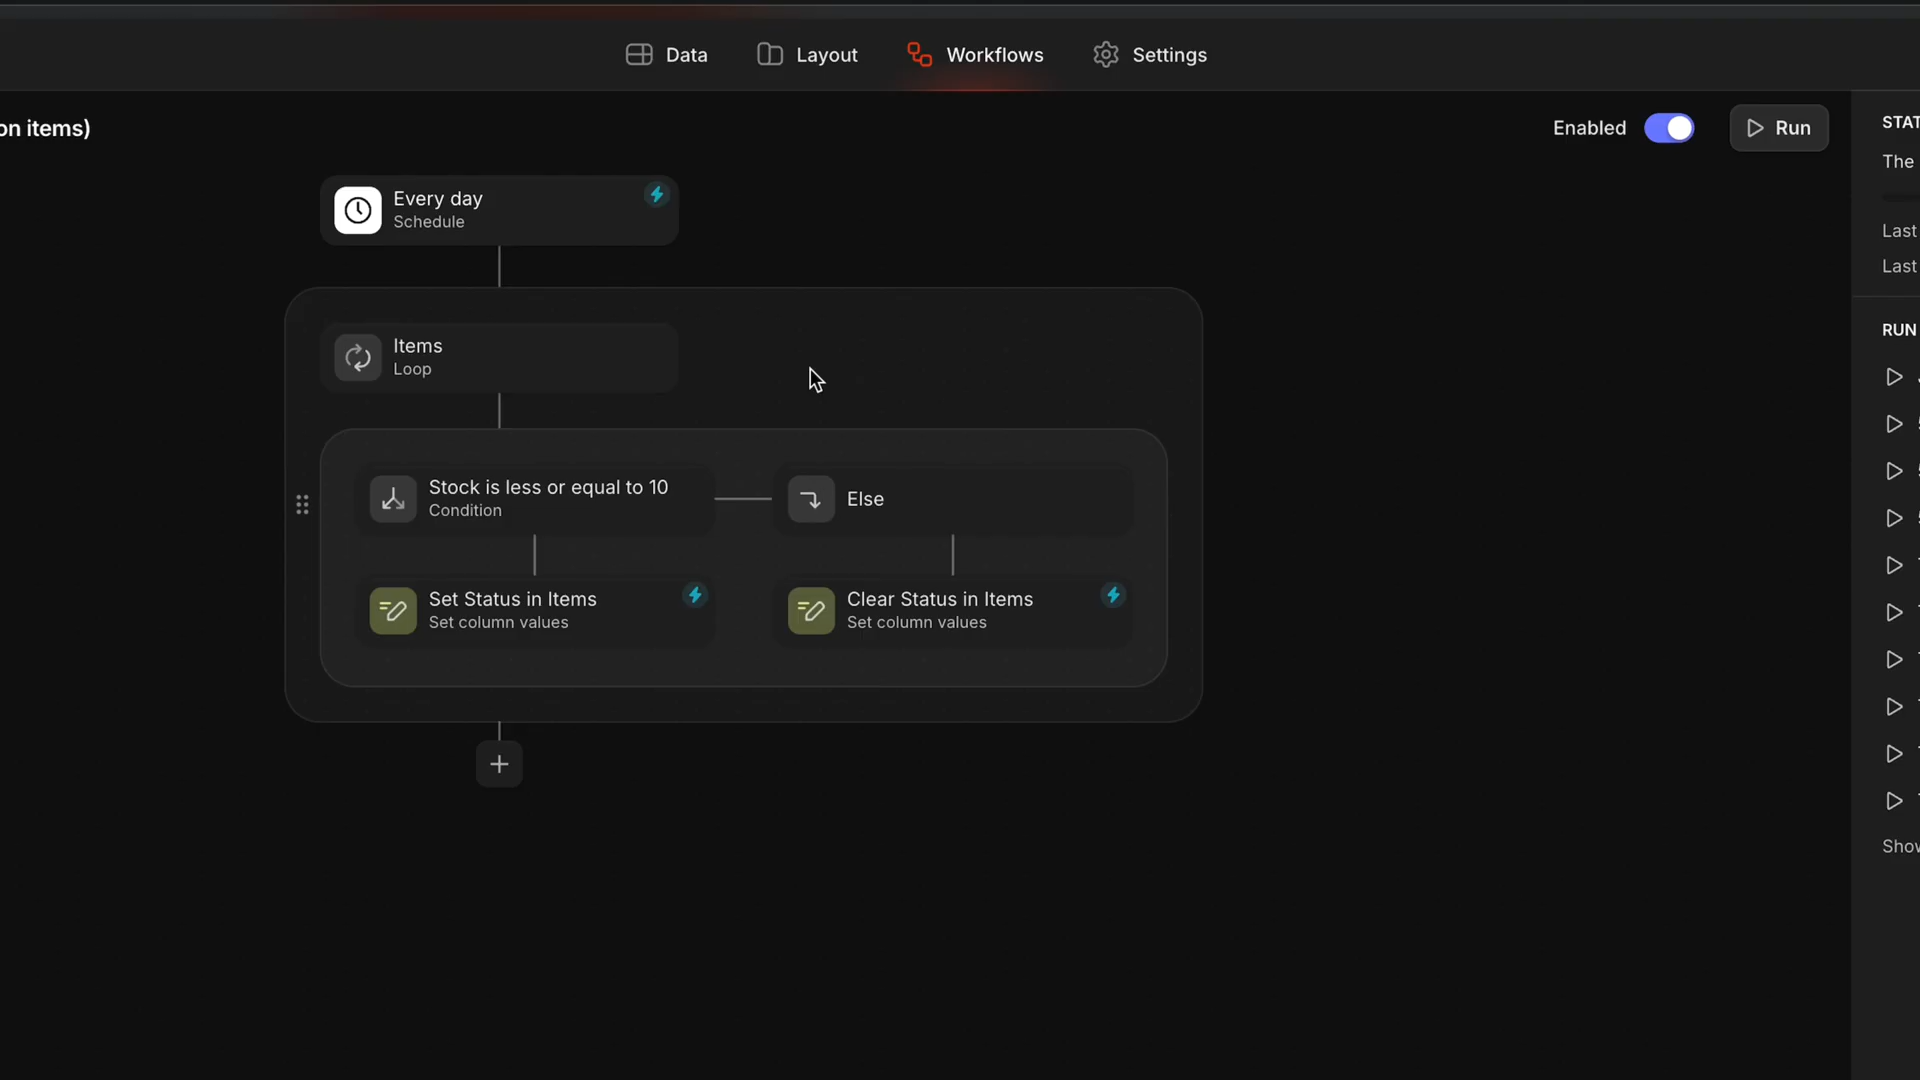 Data
Layout
Workflows
Settings
on items)
Enabled
Run
Every day
Schedule
Items
Loop
Stock is less or equal to 10
Condition
Else
Set Status in Items
Set column values
Clear Status in Items
Set column values
The
Last
Last
RUN